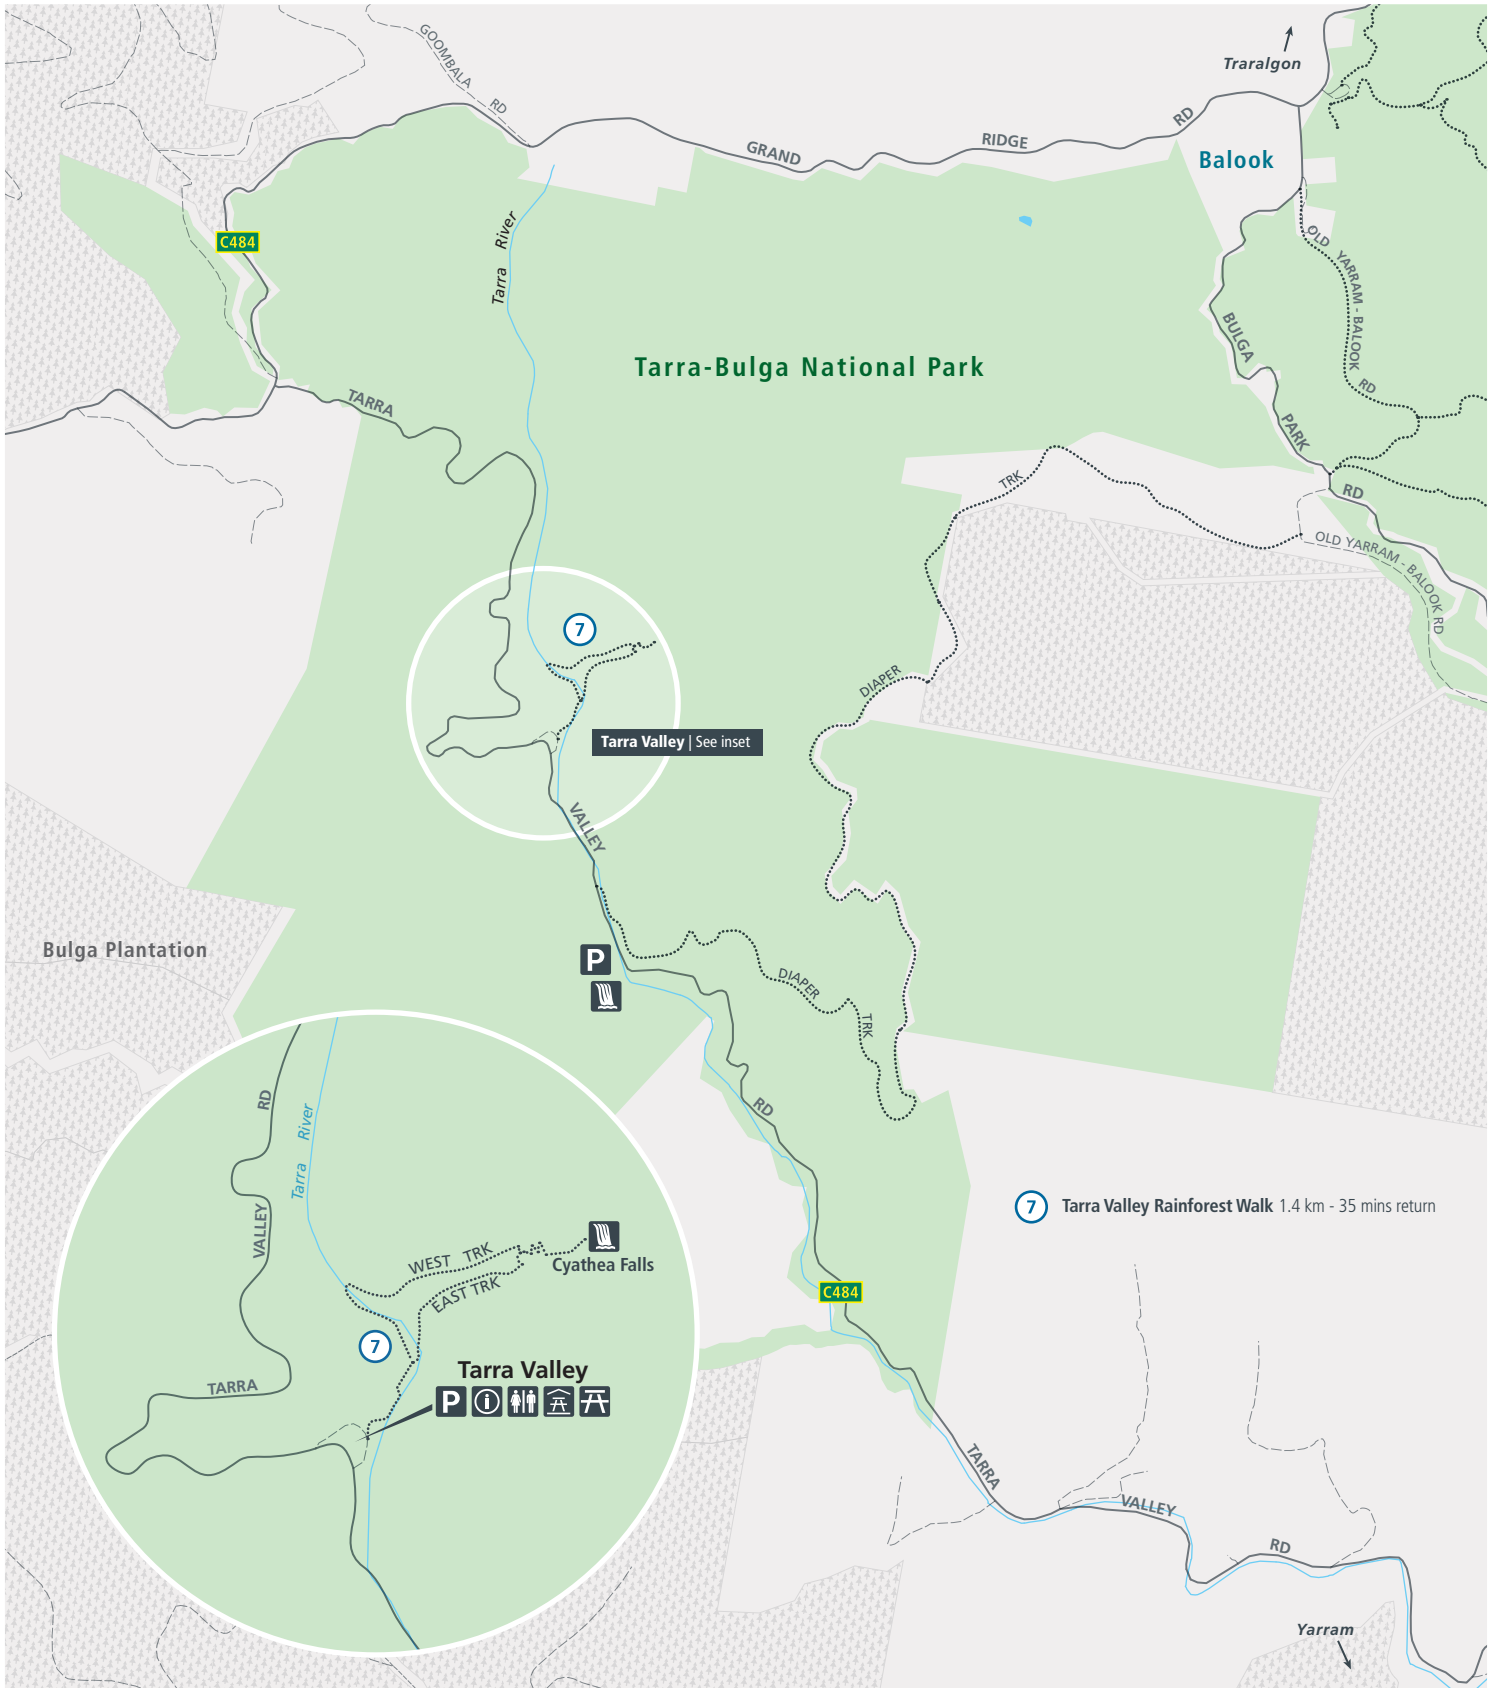 GOOMBALA RD
Traralgon
GRAND RIDGE RD
Balook
C484
Tarra River
OLD YARRAM - BALOOK RD
Tarra-Bulga National Park
BULGA PARK RD
TARRA
TRK
OLD YARRAM - BALOOK RD
7
DIAPER
Tarra Valley | See inset
VALLEY
Bulga Plantation
P
DIAPER TRK
RD
RD
Tarra River
VALLEY
7 Tarra Valley Rainforest Walk 1.4 km - 35 mins return
WEST TRK
Cyathea Falls
EAST TRK
C484
7
Tarra Valley
P i
TARRA
TARRA
VALLEY
RD
Yarram